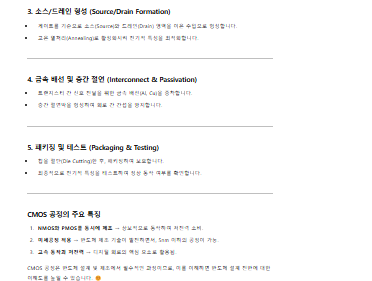 3. 소스/드레인 형성 (Source/Drain Formation)
게이트를 기준으로 소스(Source)와 드레인(Drain) 영역을 이온 주입으로 형성합니다.
고온 열처리(Annealing)로 활성화시켜 전기적 특성을 최적화합니다.
4. 금속 배선 및 층간 절연 (Interconnect & Passivation)
트랜지스터 간 신호 전달을 위한 금속 배선(Al, Cu)을 증착합니다.
층간 절연막을 형성하여 회로 간 간섭을 방지합니다.
5. 패키징 및 테스트 (Packaging & Testing)
칩을 절단(Die Cutting)한 후, 패키징하여 보호합니다.
최종적으로 전기적 특성을 테스트하여 정상 동작 여부를 확인합니다.
CMOS 공정의 주요 특징
1. NMOS와 PMOS를 동시에 제조 → 상보적으로 동작하여 저전력 소비.
2. 미세공정 적용 → 반도체 제조 기술이 발전하면서, 5nm 이하의 공정이 가능.
3. 고속 동작과 저전력 → 디지털 회로의 핵심 요소로 활용됨.
CMOS 공정은 반도체 설계 및 제조에서 필수적인 과정이므로, 이를 이해하면 반도체 설계 전반에 대한
이해도를 높일 수 있습니다. 😊